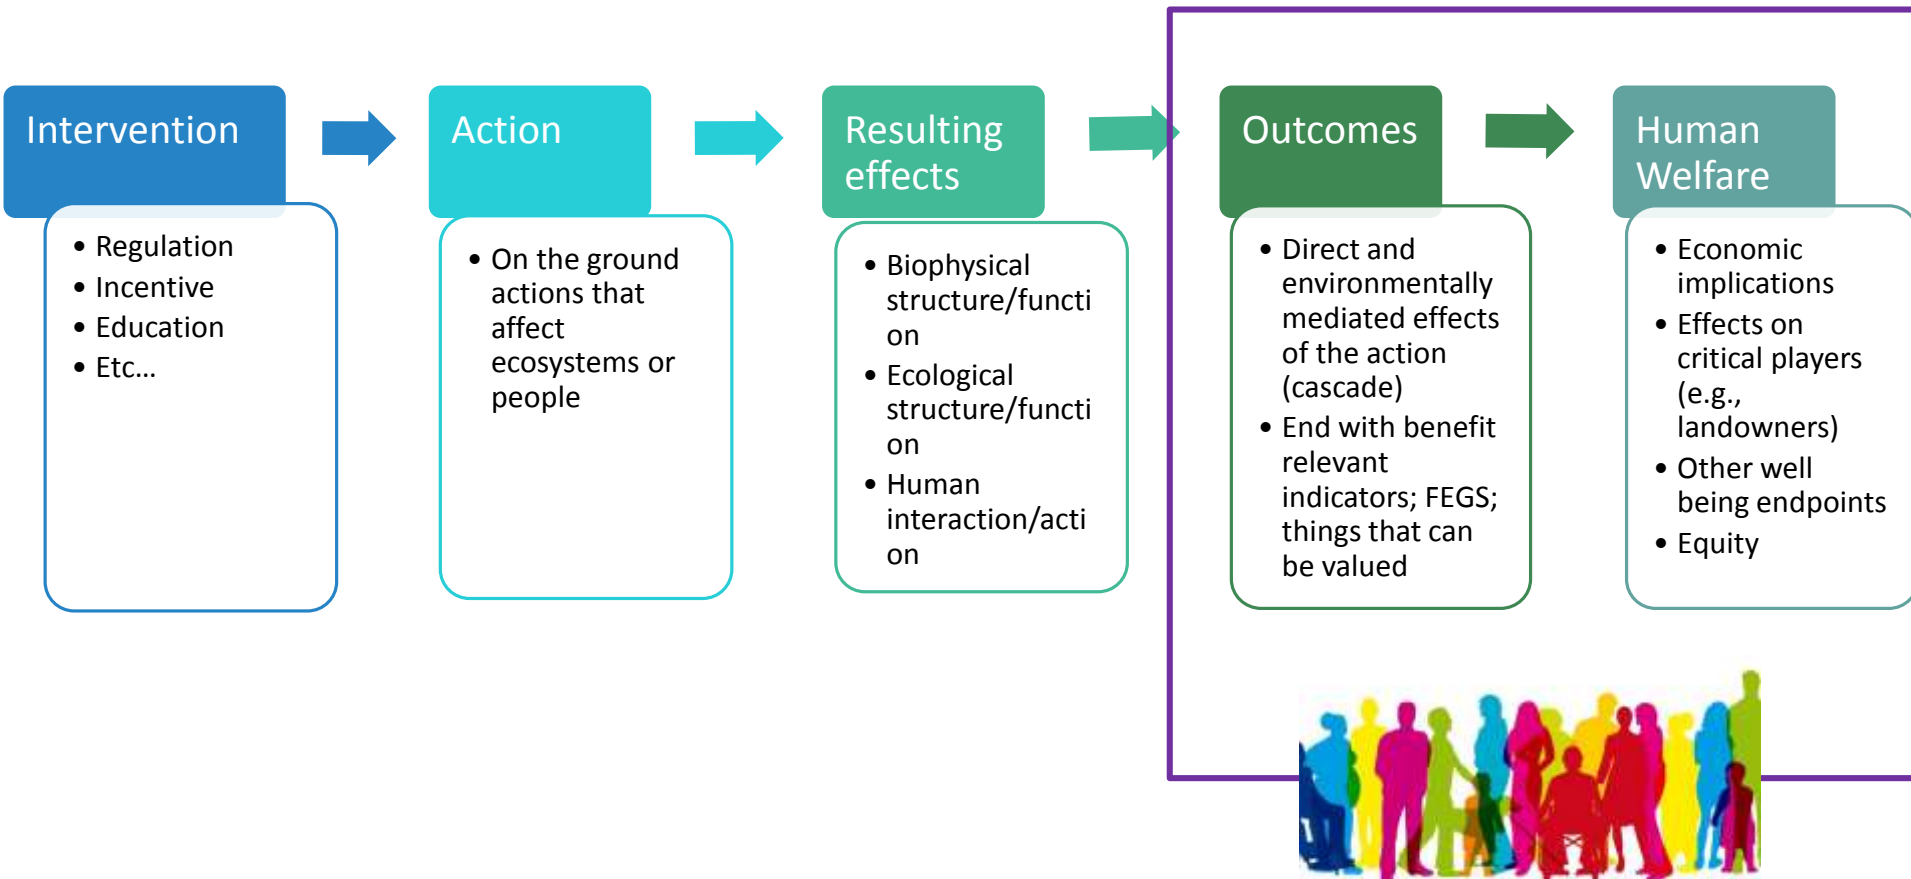 Intervention
• Regulation
• Incentive
• Education
• Etc...
Action
• On the ground
actions that
affect
ecosystems or
people
Resulting
effects
• Biophysical
structure/functi
on
• Ecological
structure/functi
on
• Human
interaction/acti
on
Outcomes
• Direct and
environmentally
mediated effects
of the action
(cascade)
• End with benefit
relevant
indicators; FEGS;
things that can
be valued
Human
Welfare
• Economic
implications
• Effects on
critical players
(e.g.,
landowners)
• Other well
being endpoints
• Equity